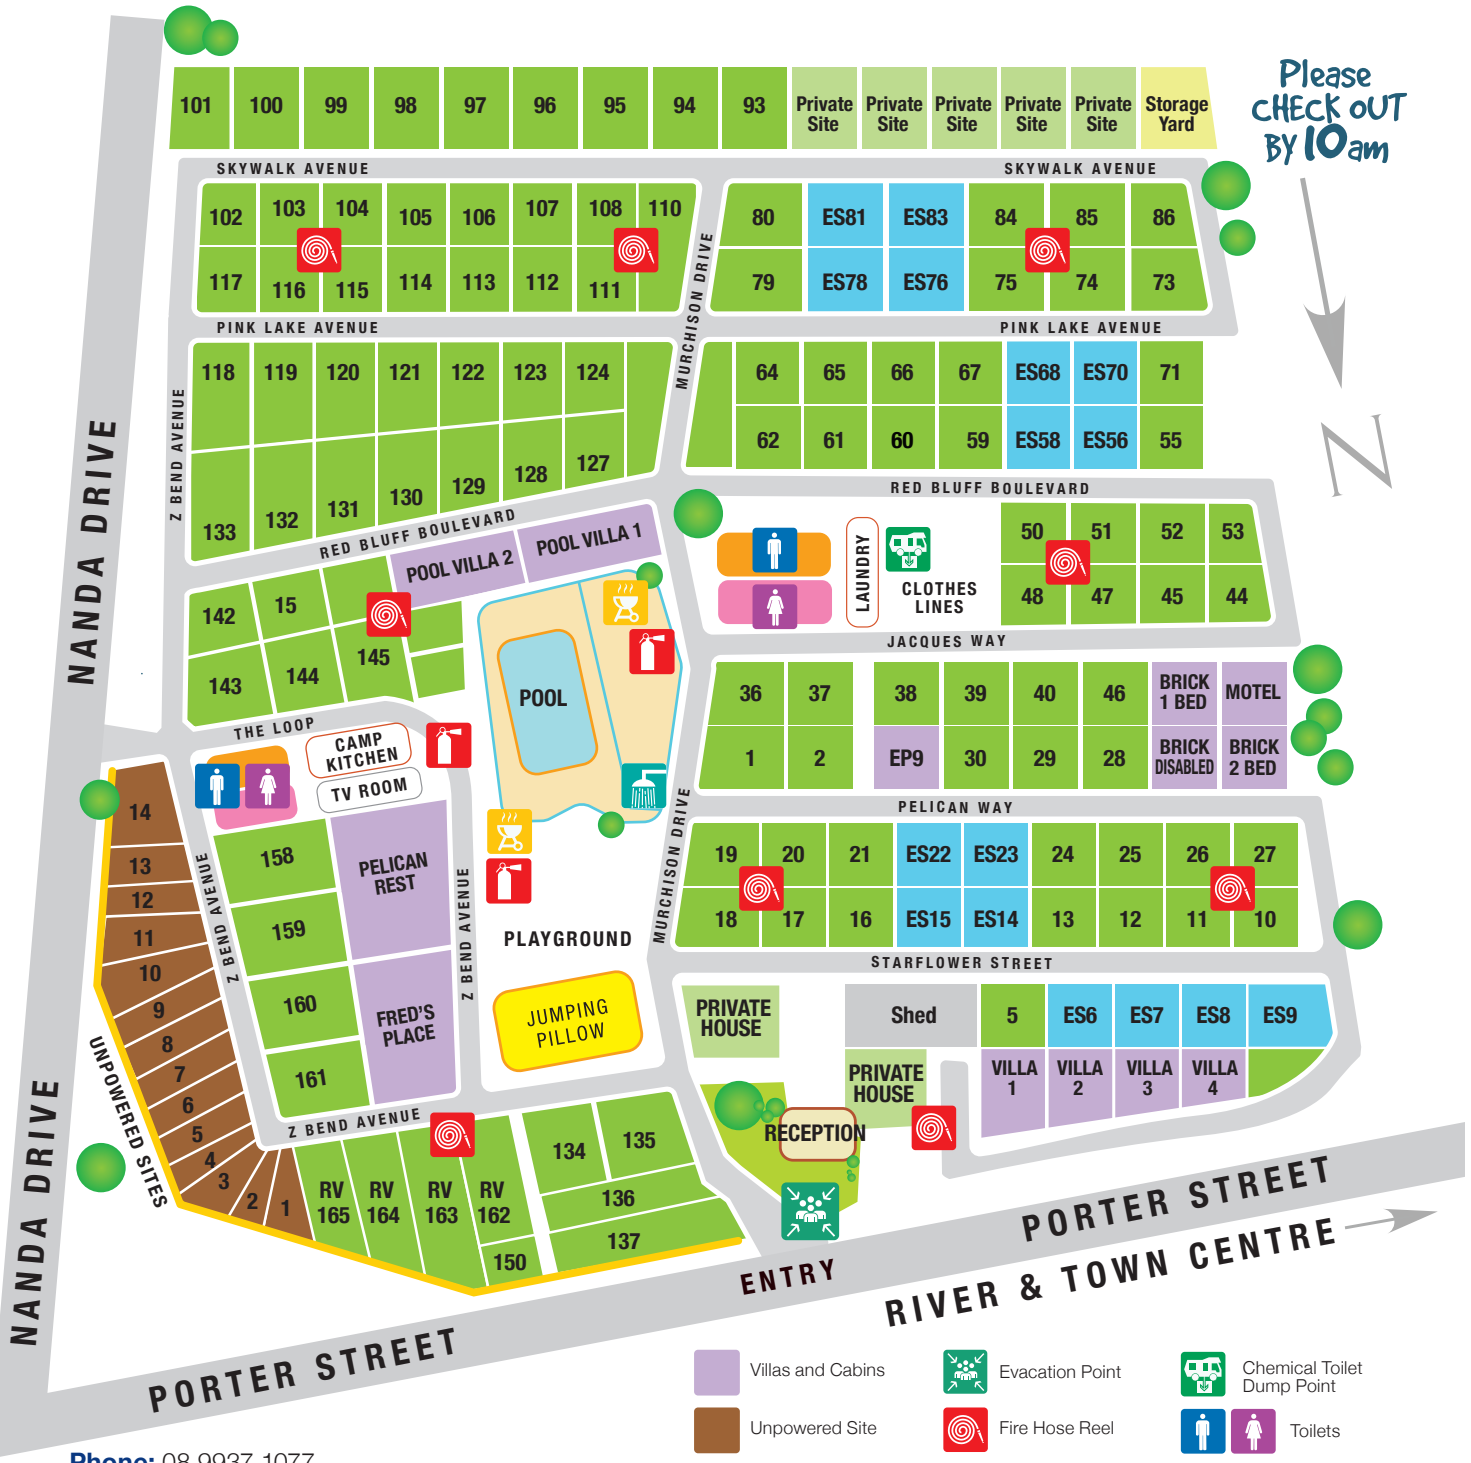 Please
CHECK OUT
BY 10am
101 100 99 98 97 96 95 94 93 Private Site Private Site Private Site Private Site Private Site Storage Yard
SKYWALK AVENUE SKYWALK AVENUE
102 103 104 105 106 107 108 110 80 ES81 ES83 84 85 86
117 116 115 114 113 112 111 79 ES78 ES76 75 74 73
MURCHISON DRIVE
PINK LAKE AVENUE PINK LAKE AVENUE
118 119 120 121 122 123 124 64 65 66 67 ES68 ES70 71
133 132 131 130 129 128 127 62 61 60 59 ES58 ES56 55
Z BEND AVENUE
NANDA DRIVE
N
RED BLUFF BOULEVARD
RED BLUFF BOULEVARD
POOL VILLA 2 POOL VILLA 1
LAUNDRY
CLOTHES
LINES
50 51 52 53
48 47 45 44
142 15
143 144 145
POOL
JACQUES WAY
36 37 38 39 40 46 BRICK 1 BED MOTEL
1 2 EP9 30 29 28 BRICK DISABLED BRICK 2 BED
THE LOOP
CAMP
KITCHEN
TV ROOM
PELICAN WAY
MURCHISON DRIVE
19 20 21 ES22 ES23 24 25 26 27
18 17 16 ES15 ES14 13 12 11 10
STARFLOWER STREET
14
13
12
11
10
9
8
7
6
5
4
3
2
1
UNPOWERED SITES
Z BEND AVENUE
158
159
160
161
PELICAN
REST
FRED'S
PLACE
Z BEND AVENUE
PLAYGROUND
JUMPING
PILLOW
Z BEND AVENUE
PRIVATE
HOUSE
Shed
5 ES6 ES7 ES8 ES9
PRIVATE
HOUSE
VILLA 1 VILLA 2 VILLA 3 VILLA 4
RECEPTION
RV 165 RV 164 RV 163 RV 162
150
134 135
136
137
NANDA DRIVE
ENTRY
PORTER STREET
RIVER & TOWN CENTRE
PORTER STREET
Villas and Cabins
Unpowered Site
Evacation Point
Fire Hose Reel
Chemical Toilet
Dump Point
Toilets
Phone: 08 9937 1077